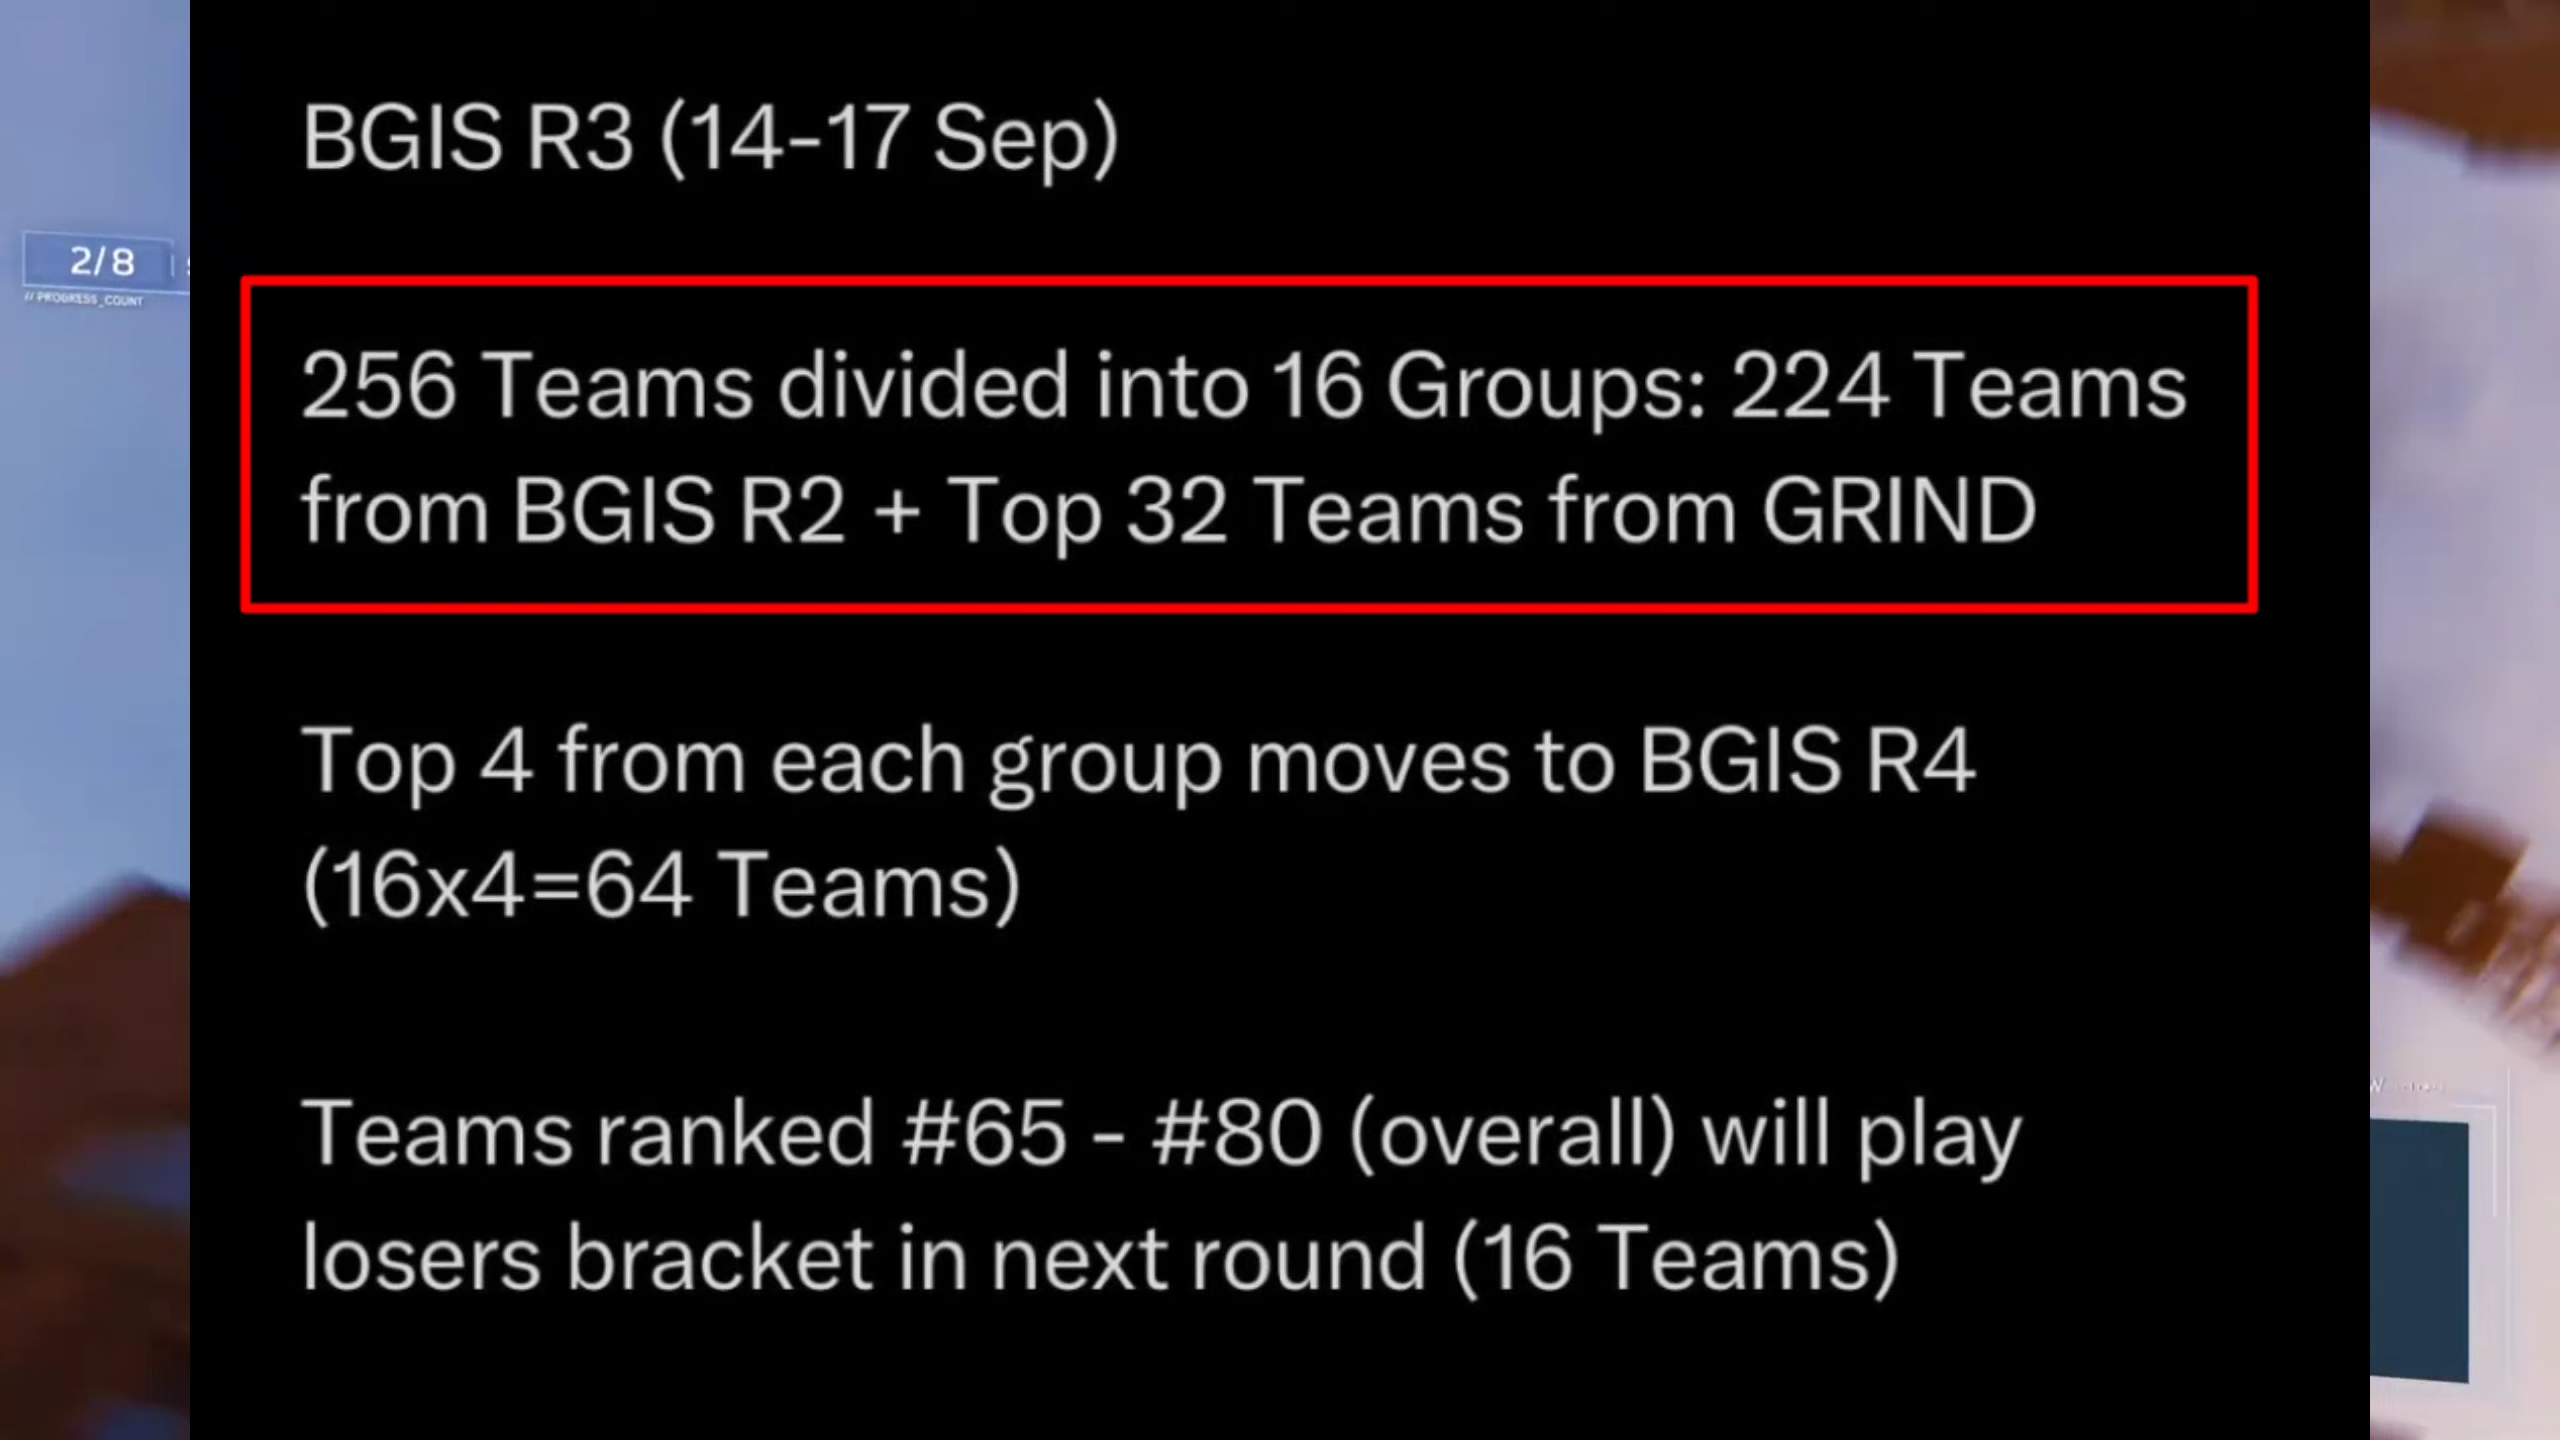 BGIS R3 (14-17 Sep)
2/8
// PROGRESS_COUNT
256 Teams divided into 16 Groups: 224 Teams
from BGIS R2 + Top 32 Teams from GRIND
Top 4 from each group moves to BGIS R4
(16x4=64 Teams)
Teams ranked #65 - #80 (overall) will play
losers bracket in next round (16 Teams)